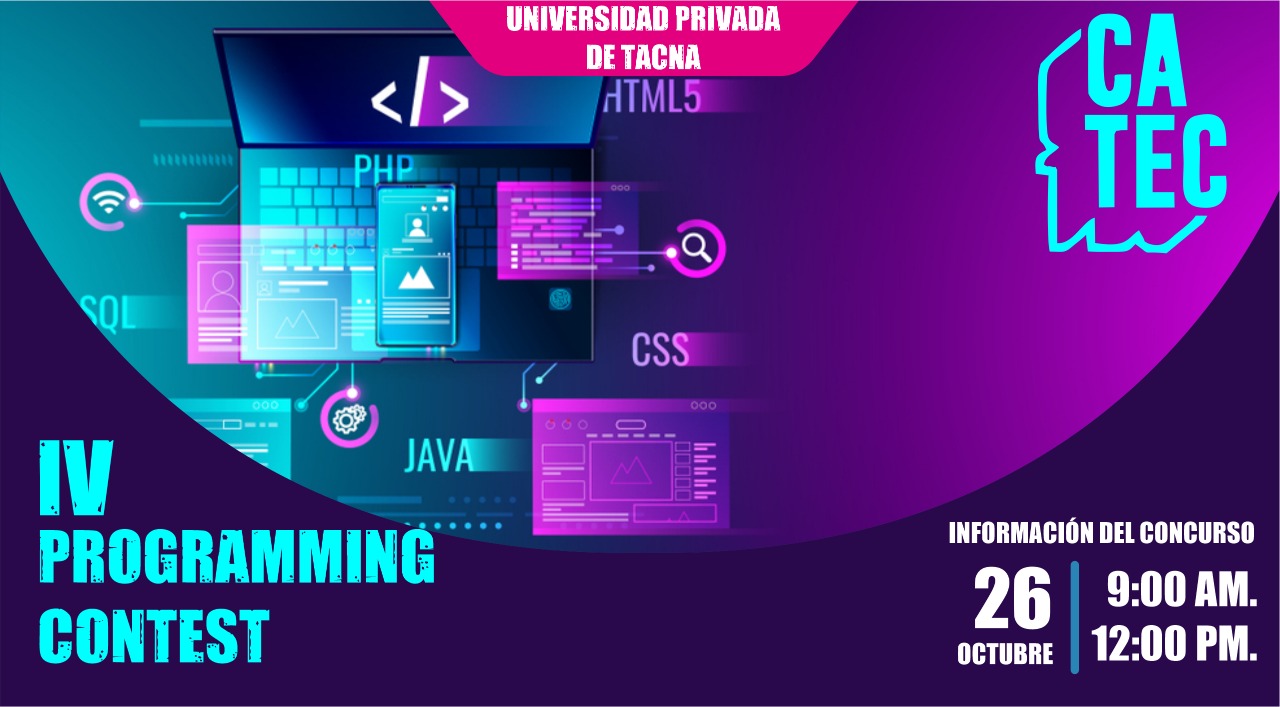 UNIVERSIDAD PRIVADA
DE TACNA
CA
TEC
</>
HTML5
PHP
SQL
CSS
JAVA
IV
PROGRAMMING
CONTEST
INFORMACIÓN DEL CONCURSO
26
OCTUBRE
9:00 AM.
12:00 PM.